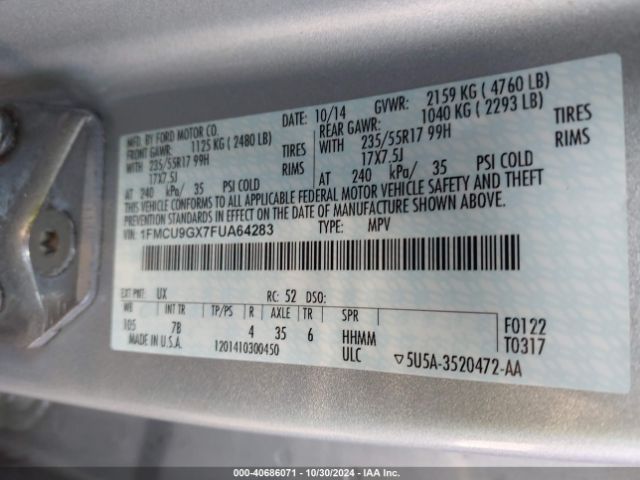 MFD. BY FORD MOTOR CO.
DATE: 10/14 GVWR: 2159 KG ( 4760 LB)
FRONT GAWR: 1125 KG ( 2480 LB) REAR GAWR: 1040 KG ( 2293 LB)
WITH 235/55R17 99H TIRES WITH 235/55R17 99H TIRES
17X7.5J RIMS 17X7.5J RIMS
AT 240 kPa/ 35 PSI COLD AT 240 kPa/ 35 PSI COLD
THIS VEHICLE CONFORMS TO ALL APPLICABLE FEDERAL MOTOR VEHICLE SAFETY AND THEFT
PREVENTION STANDARDS IN EFFECT ON THE DATE OF MANUFACTURE SHOWN ABOVE.
VIN: 1FMCU9GX7FUA64283 TYPE: MPV
EXT PNT: UX RC: 52 DSO:
WB INT TR TP/PS R AXLE TR SPR
105 7B 4 35 6 HHMM
F0122
MADE IN U.S.A. 1201410300450 ULC
T0317
▽5U5A-3520472-AA
000-40686071 | 10/30/2024 - IAA Inc.